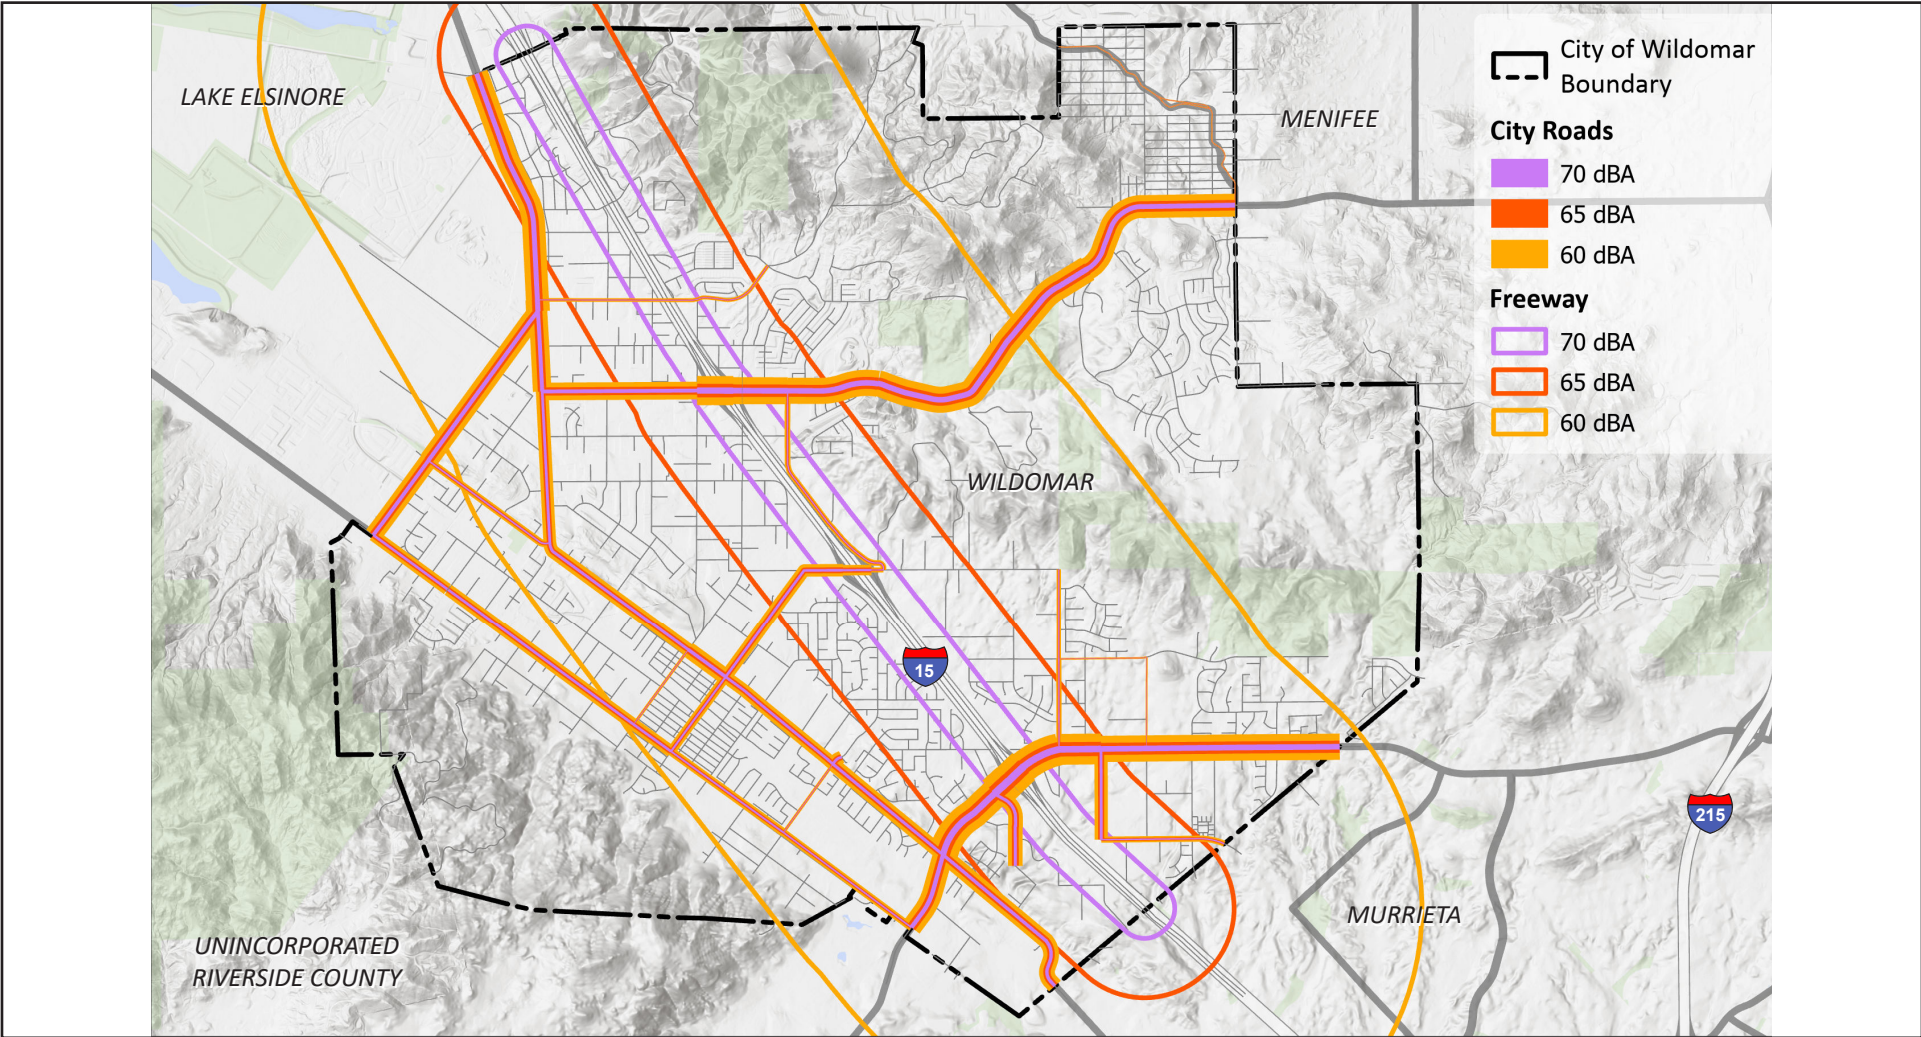 LAKE ELSINORE
MENIFEE
WILDOMAR
15
215
MURRIETA
UNINCORPORATED
RIVERSIDE COUNTY
City of Wildomar
Boundary
City Roads
70 dBA
65 dBA
60 dBA
Freeway
70 dBA
65 dBA
60 dBA